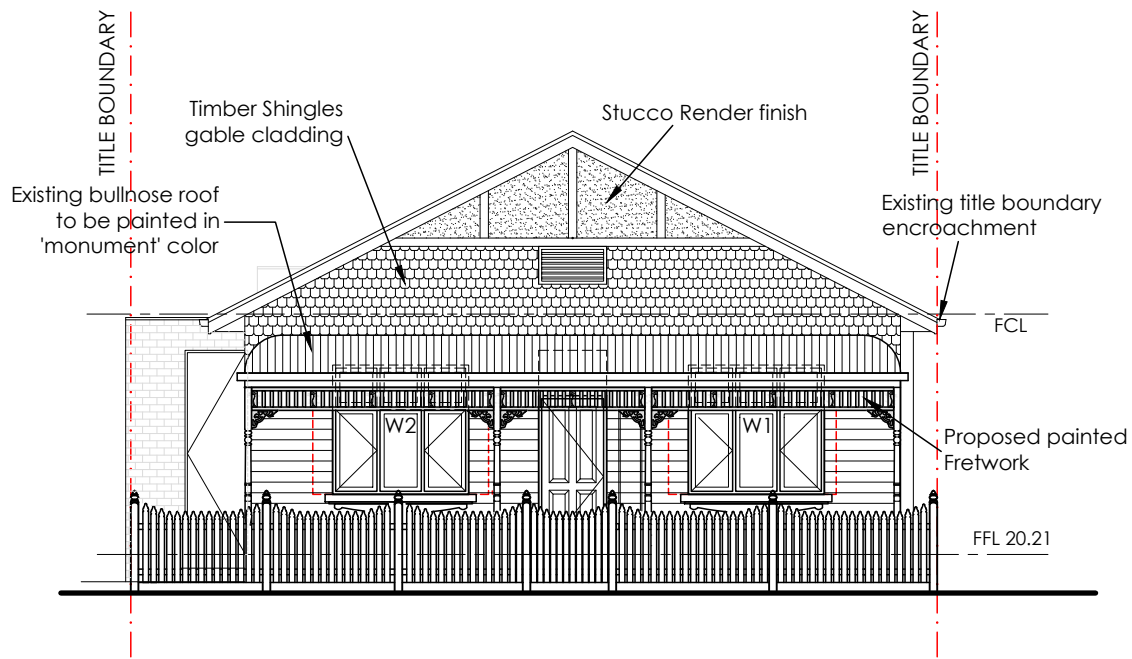 TITLE BOUNDARY
TITLE BOUNDARY
Timber Shingles
gable cladding
Stucco Render finish
Existing bullnose roof
to be painted in
'monument' color
Existing title boundary
encroachment
FCL
W2
W1
Proposed painted
Fretwork
FFL 20.21